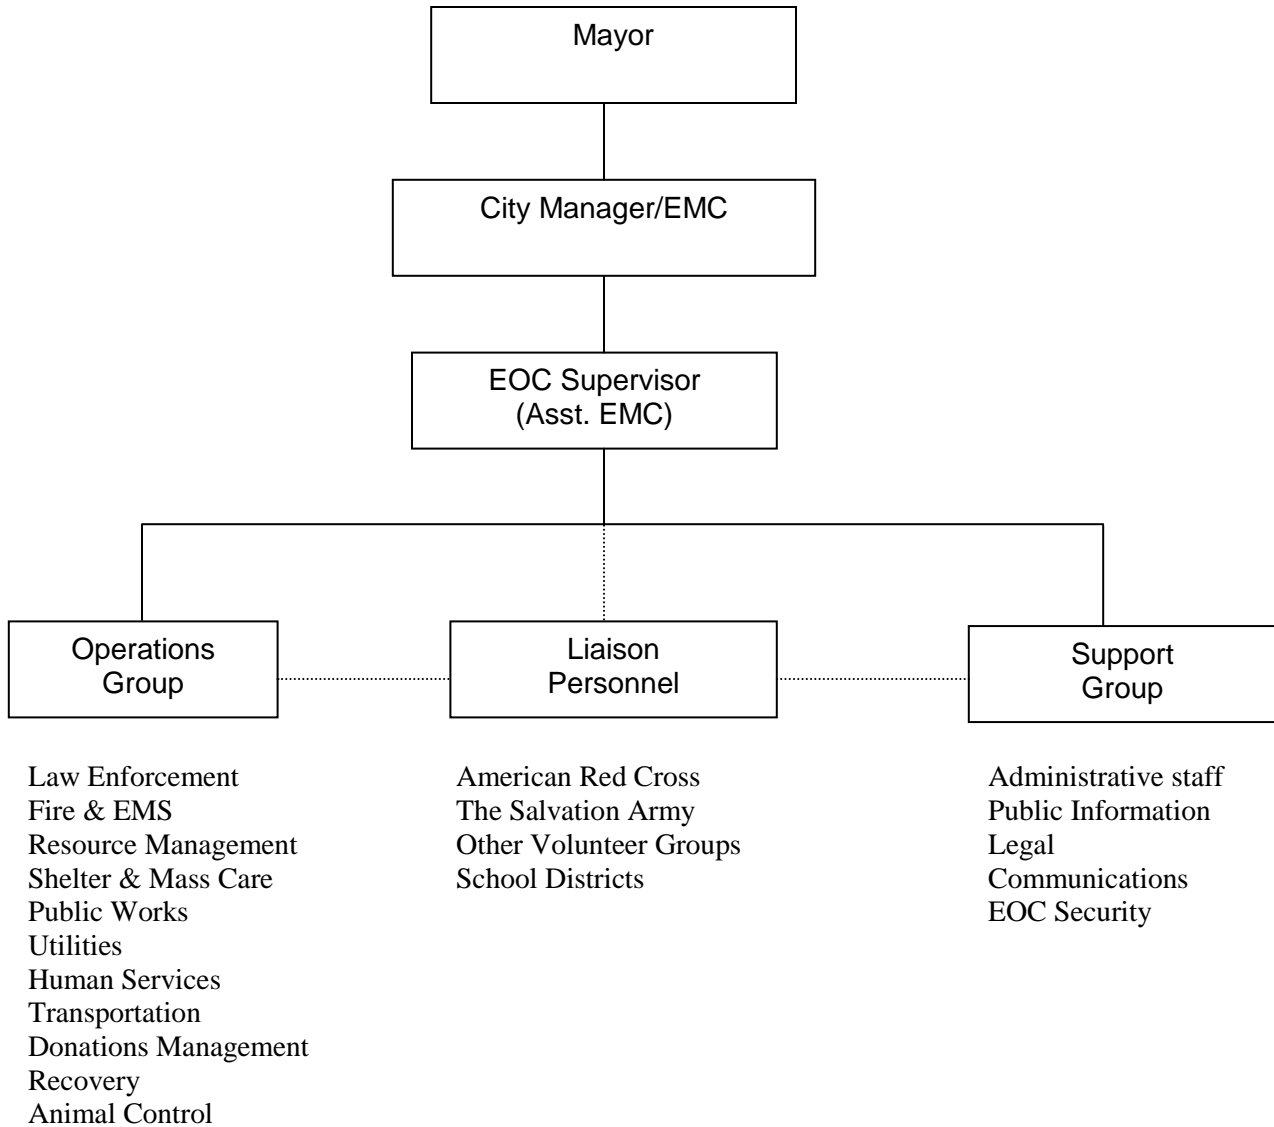 Mayor
City Manager/EMC
EOC Supervisor
(Asst. EMC)
Operations
Group
Liaison
Personnel
Support
Group
Law Enforcement
Fire & EMS
Resource Management
Shelter & Mass Care
Public Works
Utilities
Human Services
Transportation
Donations Management
Recovery
Animal Control
American Red Cross
The Salvation Army
Other Volunteer Groups
School Districts
Administrative staff
Public Information
Legal
Communications
EOC Security